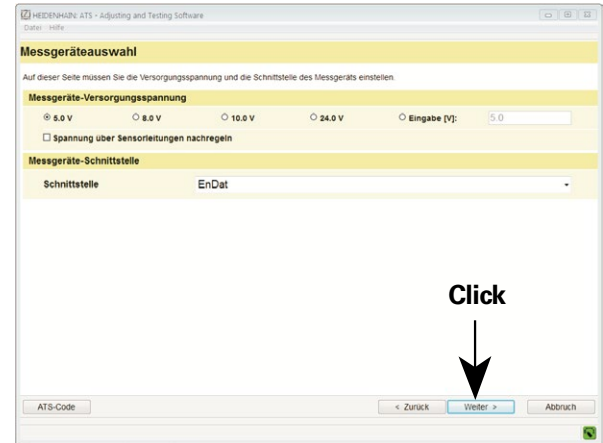 HEIDENHAIN: ATS - Adjusting and Testing Software
Datei Hilfe
Messgeräteauswahl
Auf dieser Seite müssen Sie die Versorgungsspannung und die Schnittstelle des Messgeräts einstellen.
Messgeräte-Versorgungsspannung
5.0 V 8.0 V 10.0 V 24.0 V Eingabe [V]: 5.0
Spannung über Sensorleitungen nachregeln
Messgeräte-Schnittstelle
Schnittstelle EnDat
Click
ATS-Code < Zurück Weiter > Abbruch